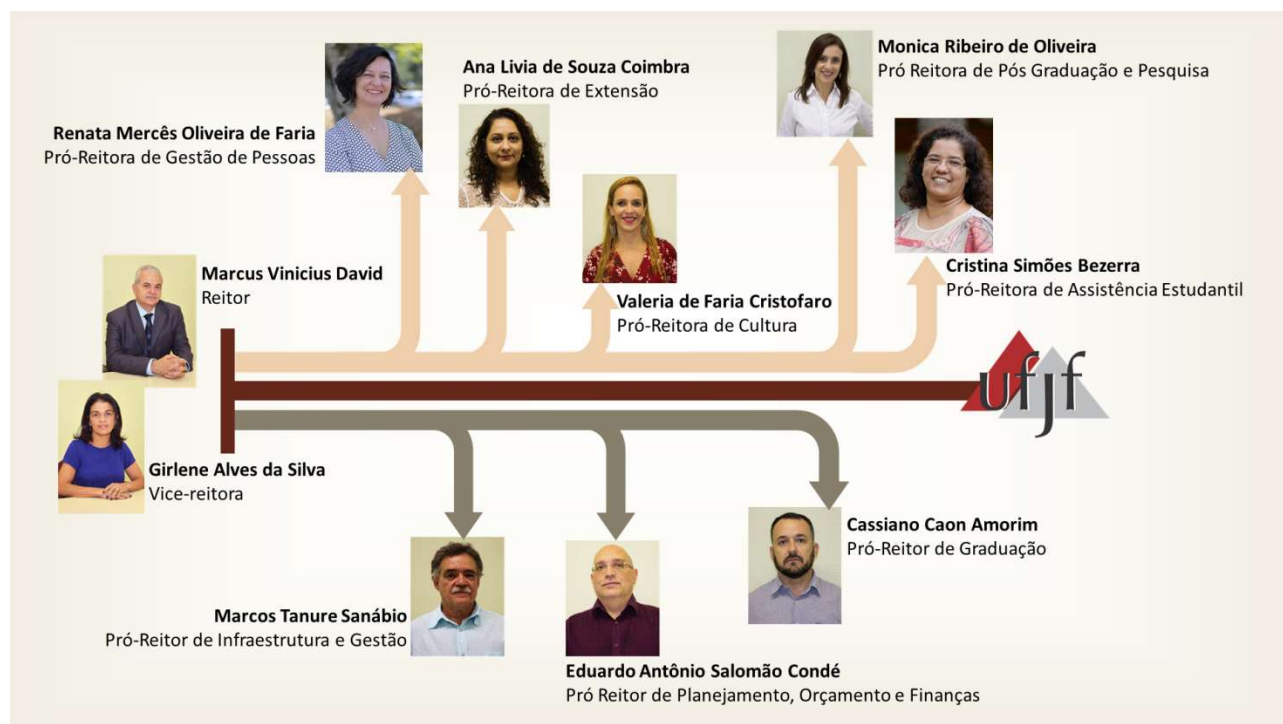 Monica Ribeiro de Oliveira
Pró Reitora de Pós Graduação e Pesquisa
Ana Livia de Souza Coimbra
Pró-Reitora de Extensão
Renata Mercês Oliveira de Faria
Pró-Reitora de Gestão de Pessoas
Marcus Vinicius David
Reitor
Cristina Simões Bezerra
Pró-Reitora de Assistência Estudantil
Valeria de Faria Cristofaro
Pró-Reitora de Cultura
ufjf
Girlene Alves da Silva
Vice-reitora
Cassiano Caon Amorim
Pró-Reitor de Graduação
Marcos Tanure Sanábio
Pró-Reitor de Infraestrutura e Gestão
Eduardo Antônio Salomão Condé
Pró Reitor de Planejamento, Orçamento e Finanças